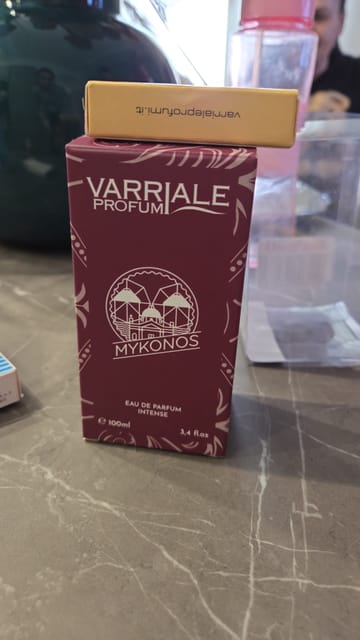 varrialeprofumi.it
VARRIALE
PROFUMI
MYKONOS
EAU DE PARFUM
INTENSE
e 100ml
3,4 fl.oz